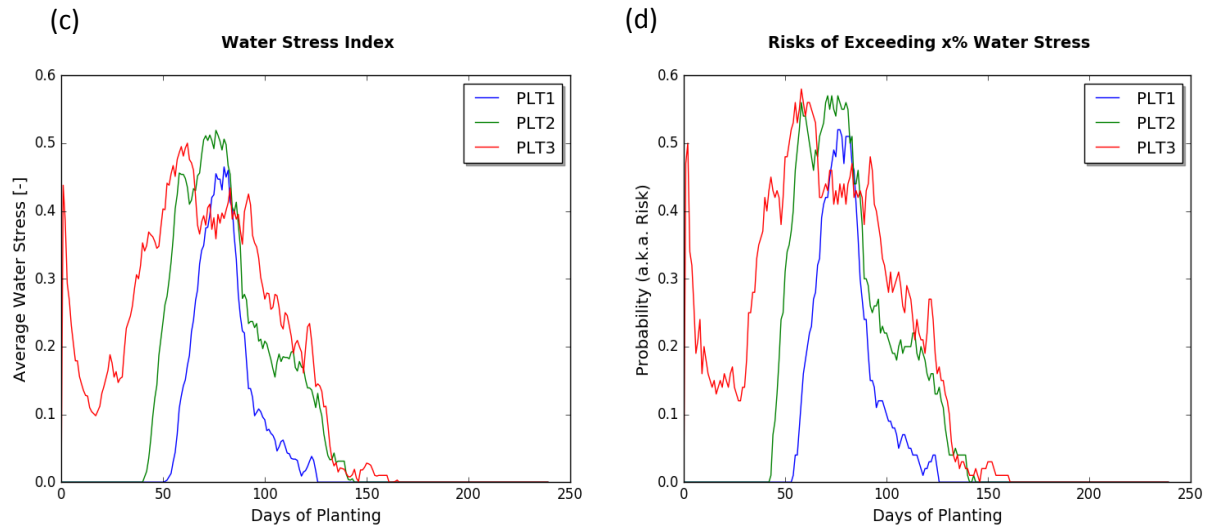 (c)
Water Stress Index
0.6
0.5
0.4
0.3
0.2
0.1
0.0
Average Water Stress [-]
PLT1
PLT2
PLT3
0 50 100 150 200 250
Days of Planting
(d)
Risks of Exceeding x% Water Stress
0.6
0.5
0.4
0.3
0.2
0.1
0.0
Probability (a.k.a. Risk)
PLT1
PLT2
PLT3
0 50 100 150 200 250
Days of Planting